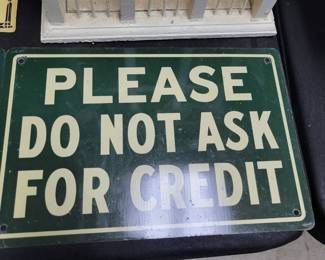 PLEASE
DO NOT ASK
FOR CREDIT